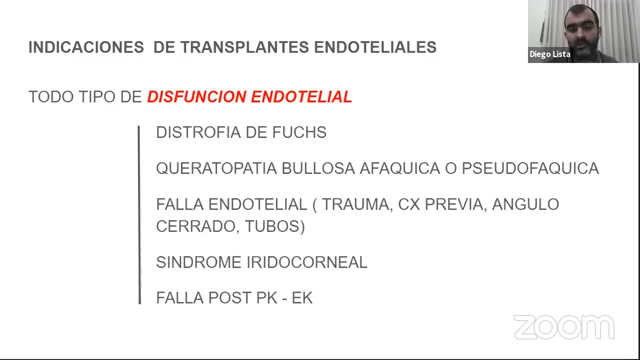 INDICACIONES DE TRANSPLANTES ENDOTELIALES
Diego Lista
TODO TIPO DE DISFUNCION ENDOTELIAL
DISTROFIA DE FUCHS
QUERATOPATIA BULLOSA AFAQUICA O PSEUDOFAQUICA
FALLA ENDOTELIAL ( TRAUMA, CX PREVIA, ANGULO
CERRADO, TUBOS)
SINDROME IRIDOCORNEAL
FALLA POST PK - EK
zoom